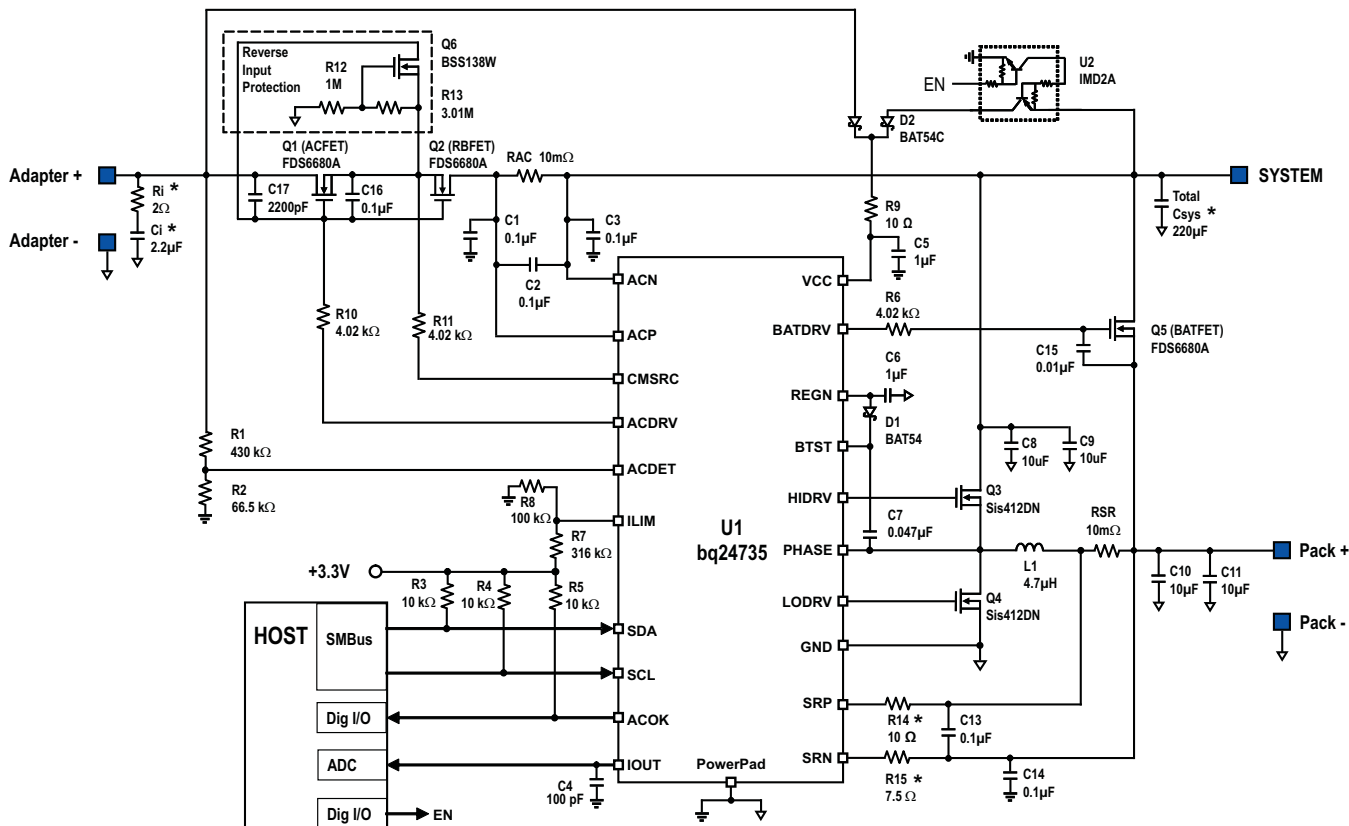 Reverse
Input
Protection
R12
1M
Q6
BSS138W
R13
3.01M
EN
U2
IMD2A
D2
BAT54C
Q1 (ACFET)
FDS6680A
Q2 (RBFET)
FDS6680A
RAC 10mΩ
Adapter +
Ri *
2Ω
C17
2200pF
C16
0.1µF
SYSTEM
Total
Csys *
220µF
Adapter -
Ci *
2.2µF
C1
0.1µF
C3
0.1µF
C2
0.1µF
R9
10 Ω
C5
1µF
ACN
VCC
R10
4.02 kΩ
R11
4.02 kΩ
ACP
BATDRV
R6
4.02 kΩ
Q5 (BATFET)
FDS6680A
C15
0.01µF
CMSRC
REGN
C6
1µF
D1
BAT54
ACDRV
R1
430 kΩ
BTST
C8
10uF
C9
10uF
ACDET
R2
66.5 kΩ
R8
100 kΩ
HIDRV
Q3
Sis412DN
ILIM
U1
bq24735
C7
0.047µF
RSR
10mΩ
R7
316 kΩ
PHASE
L1
4.7µH
Pack +
+3.3V
R3
10 kΩ
R4
10 kΩ
R5
10 kΩ
C10
10µF
C11
10µF
LODRV
Q4
Sis412DN
HOST
SMBus
SDA
GND
Pack -
SCL
SRP
R14 *
10 Ω
C13
0.1µF
Dig I/O
ACOK
ADC
IOUT
PowerPad
SRN
R15 *
7.5 Ω
C14
0.1µF
C4
100 pF
Dig I/O
EN